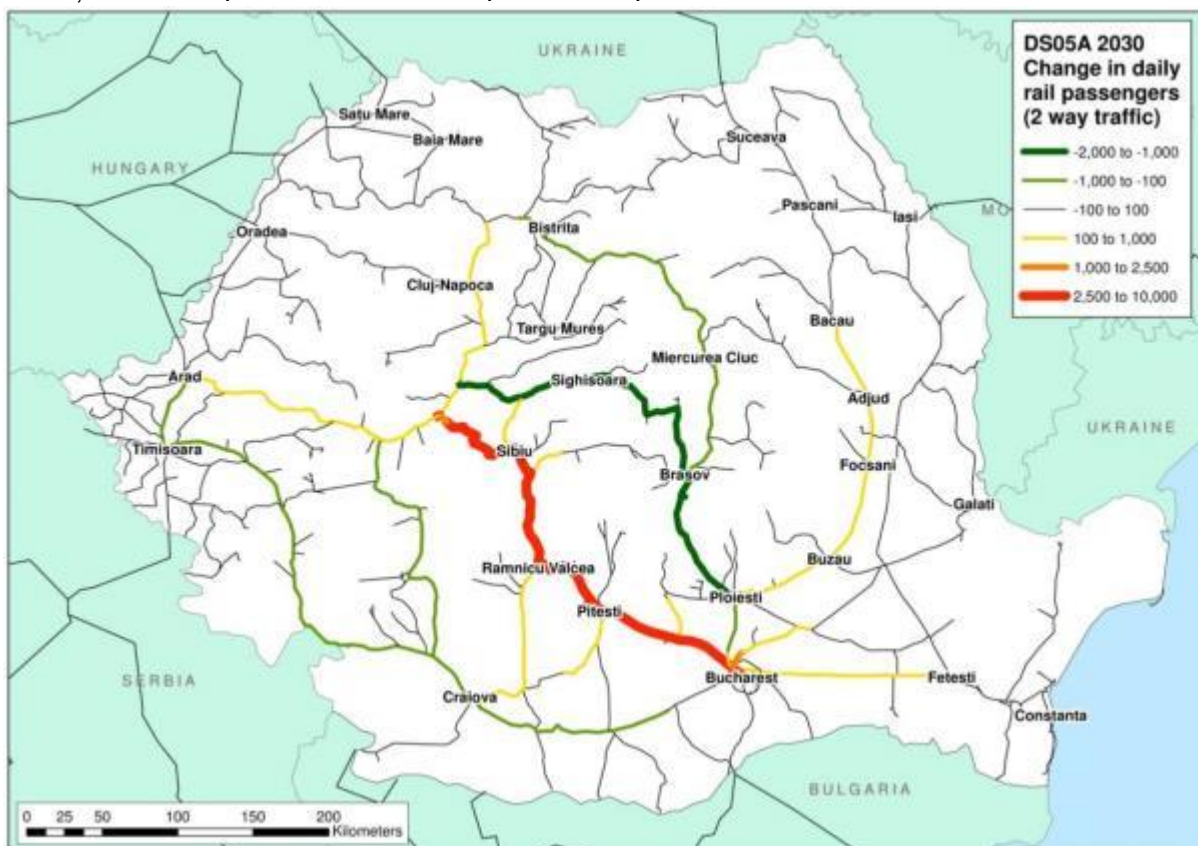 UKRAINE
DS05A 2030
Change in daily
rail passengers
(2 way traffic)
-2,000 to -1,000
-1,000 to -100
-100 to 100
100 to 1,000
1,000 to 2,500
2,500 to 10,000
Satu Mare
Baia Mare
Suceava
HUNGARY
Pascani
Iasi
MO
Oradea
Bistrita
Cluj-Napoca
Targu Mures
Bacau
Miercurea Ciuc
Arad
Sighisoara
Adjud
UKRAINE
Timisoara
Sibiu
Focsani
Brasov
Galati
Buzau
Ramnicu Valcea
Ploiesti
Pitesti
SERBIA
Bucharest
Fetesti
Craiova
Constanta
BULGARIA
0 25 50 100 150 200
Kilometers